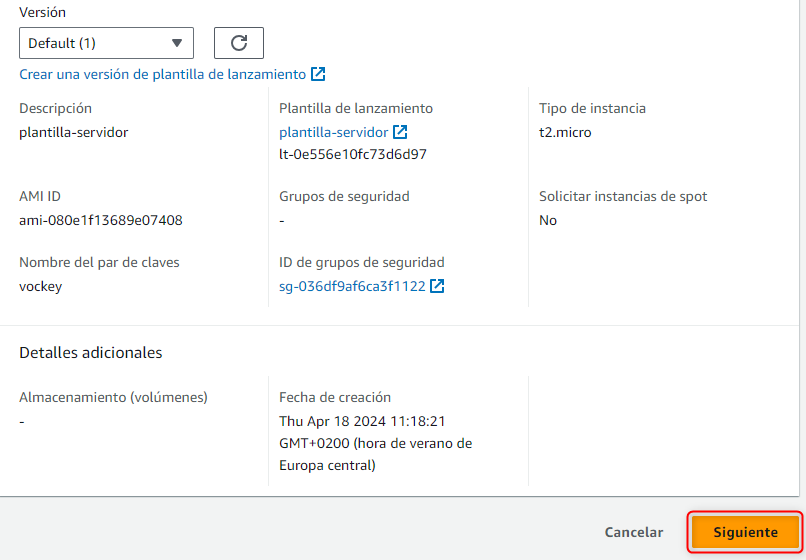 Versión
Default (1)
Crear una versión de plantilla de lanzamiento
Descripción
plantilla-servidor
Plantilla de lanzamiento
plantilla-servidor
lt-0e556e10fc73d6d97
Tipo de instancia
t2.micro
AMI ID
ami-080e1f13689e07408
Grupos de seguridad
-
Solicitar instancias de spot
No
Nombre del par de claves
vockey
ID de grupos de seguridad
sg-036df9af6ca3f1122
Detalles adicionales
Almacenamiento (volúmenes)
-
Fecha de creación
Thu Apr 18 2024 11:18:21
GMT+0200 (hora de verano de
Europa central)
Cancelar
Siguiente